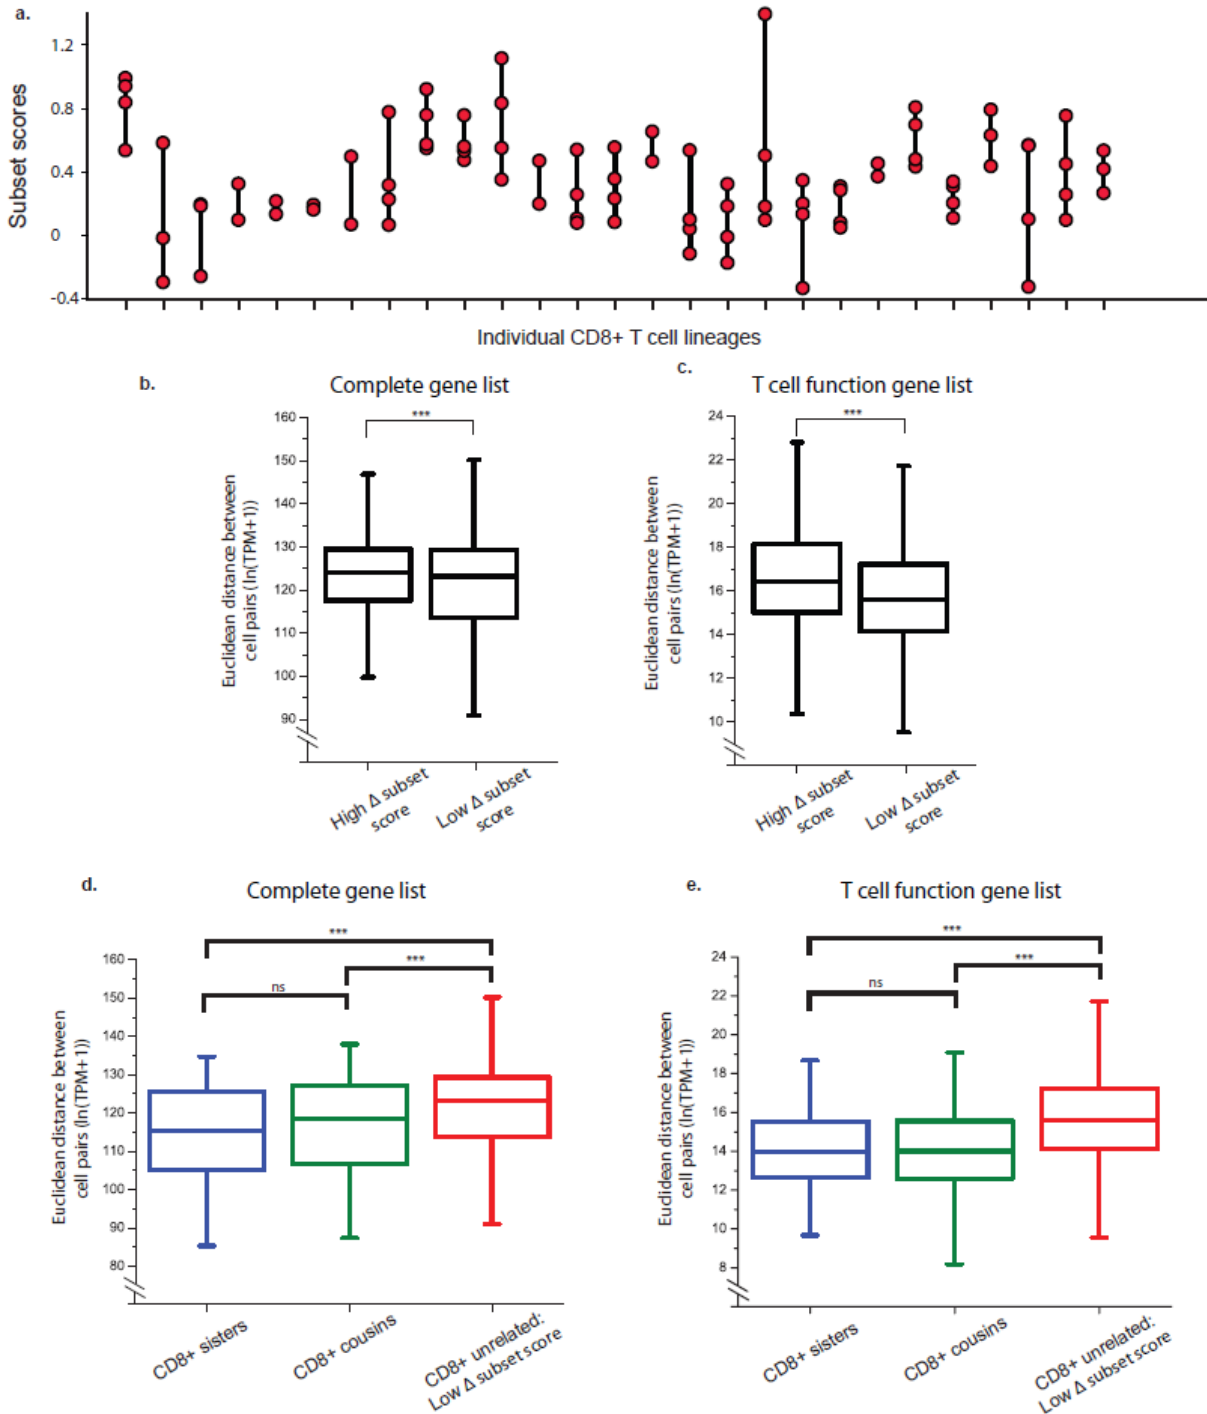 a.
Subset scores
1.2
0.8
0.4
0
-0.4
Individual CD8+ T cell lineages
b.
Complete gene list
***
Euclidean distance between
cell pairs (ln(TPM+1))
160
150
140
130
120
110
100
90
High Δ subset
score
Low Δ subset
score
c.
T cell function gene list
***
Euclidean distance between
cell pairs (ln(TPM+1))
24
22
20
18
16
14
12
10
High Δ subset
score
Low Δ subset
score
d.
Complete gene list
***
***
ns
Euclidean distance between
cell pairs (ln(TPM+1))
160
150
140
130
120
110
100
90
80
CD8+ sisters
CD8+ cousins
CD8+ unrelated:
Low Δ subset score
e.
T cell function gene list
***
***
ns
Euclidean distance between
cell pairs (ln(TPM+1))
24
22
20
18
16
14
12
10
8
CD8+ sisters
CD8+ cousins
CD8+ unrelated:
Low Δ subset score